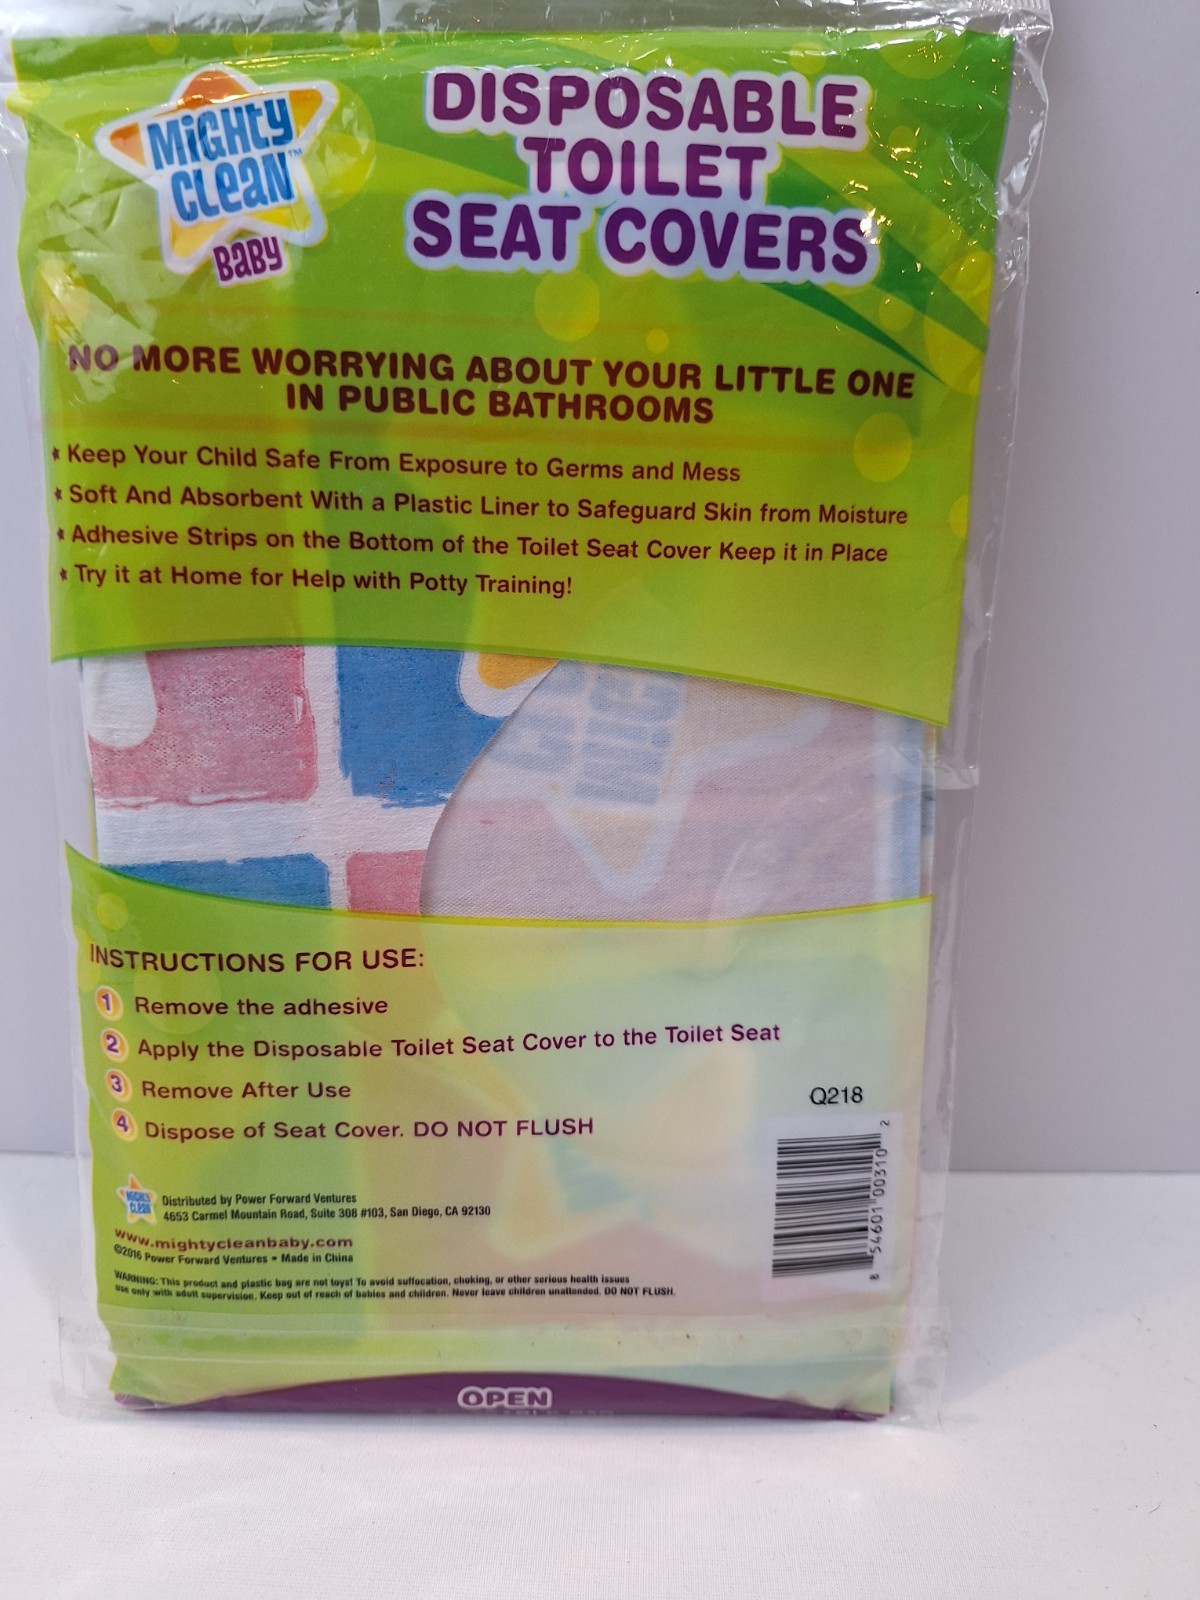 MiGHty
CLeaN™
BaBy
DISPOSABLE
TOILET
SEAT COVERS
NO MORE WORRYING ABOUT YOUR LITTLE ONE
IN PUBLIC BATHROOMS
* Keep Your Child Safe From Exposure to Germs and Mess
* Soft And Absorbent With a Plastic Liner to Safeguard Skin from Moisture
* Adhesive Strips on the Bottom of the Toilet Seat Cover Keep it in Place
* Try it at Home for Help with Potty Training!
INSTRUCTIONS FOR USE:
1 Remove the adhesive
2 Apply the Disposable Toilet Seat Cover to the Toilet Seat
3 Remove After Use
4 Dispose of Seat Cover. DO NOT FLUSH
Q218
8 54601 00310 2
MiGHty
CLeaN
Distributed by Power Forward Ventures
4653 Carmel Mountain Road, Suite 308 #103, San Diego, CA 92130
www.mightycleanbaby.com
©2016 Power Forward Ventures • Made in China
WARNING: This product and plastic bag are not toys! To avoid suffocation, choking, or other serious health issues
use only with adult supervision. Keep out of reach of babies and children. Never leave children unattended. DO NOT FLUSH.
OPEN